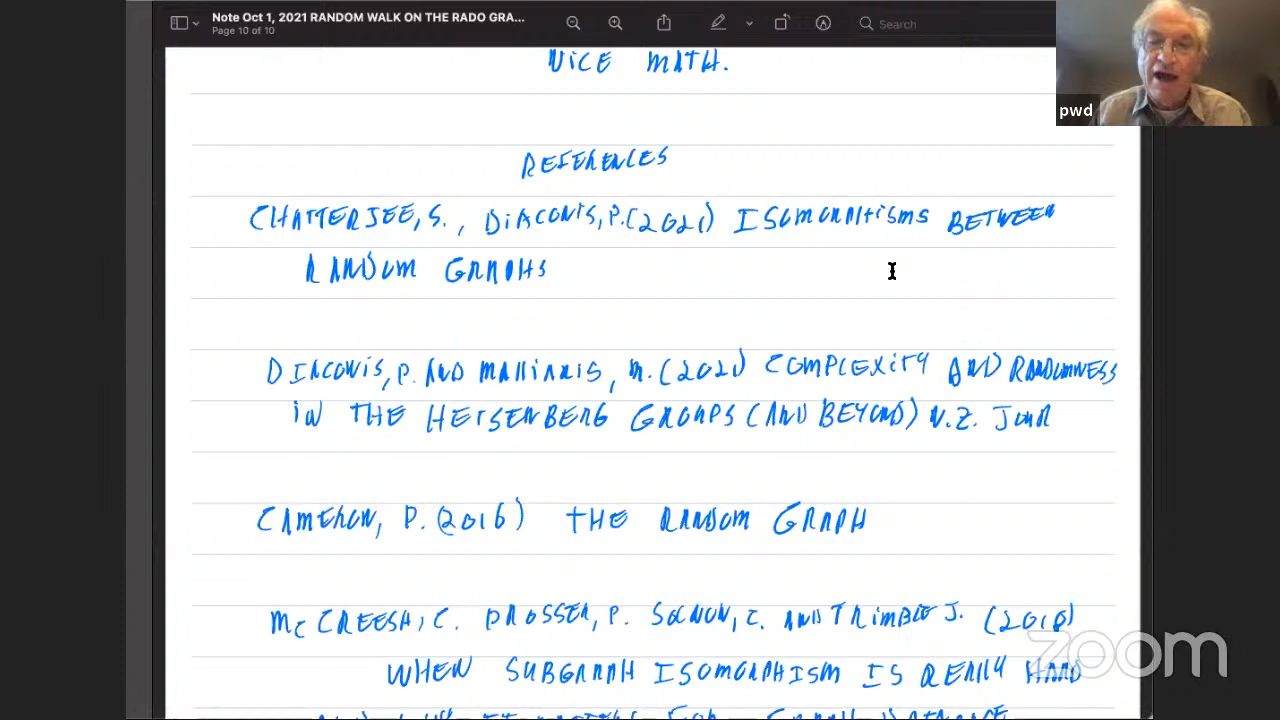 Note Oct 1, 2021 RANDOM WALK ON THE RADO GRA...
Page 10 of 10
Search
pwd
NICE MATH.
REFERENCES
CHATTERJEE, S., DIACONIS, P. (2021) ISOMORPHISMS BETWEEN
RANDOM GRAPHS
DIACONIS, P. AND MALLIARIS, M. (2021) COMPLEXITY AND RANDOMNESS
IN THE HEISENBERG GROUPS (AND BEYOND) N.Z. JOUR
CAMERON, P. (2016) THE RANDOM GRAPH
MCCREESH, C. PROSSER, P. SOLNON, C. AND TRIMBLE J. (2018)
WHEN SUBGRAPH ISOMORPHISM IS REALLY HARD
zoom